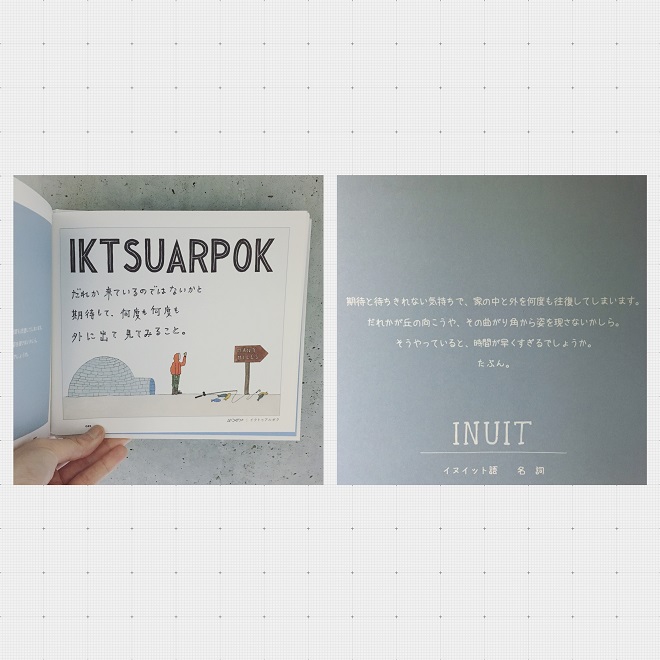 IKTSUARPOK
だれか来ているのではないかと
期待して、何度も何度も
外に出て見てみること。
期待と待ちきれない気持ちで、家の中と外を何度も往復してしまいます。
だれかが丘の向こうや、その曲がり角から姿を現さないかしら。
そうやっていると、時間が早くすぎるでしょうか。
たぶん。
INUIT
イヌイット語 名詞